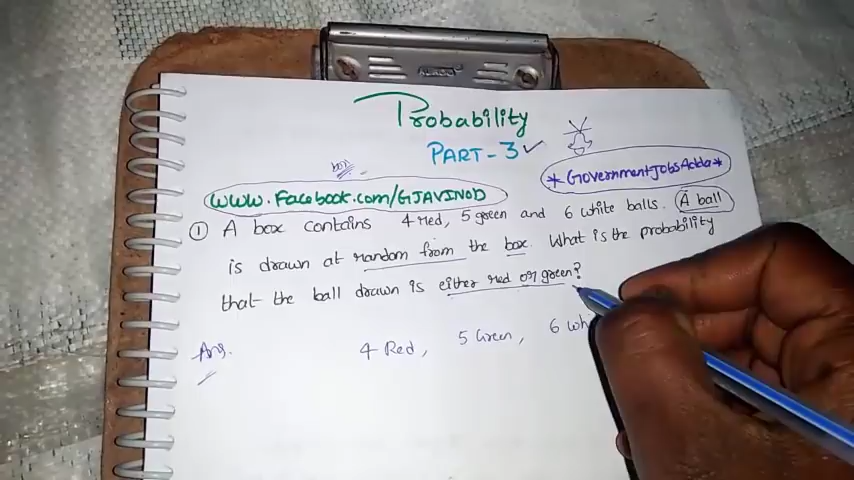 Probability
PART-3
box
www.Facebook.com/GJAVINOD
*GovernmentJobsAdda*
① A box contains 4 red, 5 green and 6 white balls. A ball
is drawn at random from the box. What is the probability
that the ball drawn is either red or green?
Ans. 4 Red, 5 Green, 6 Wh